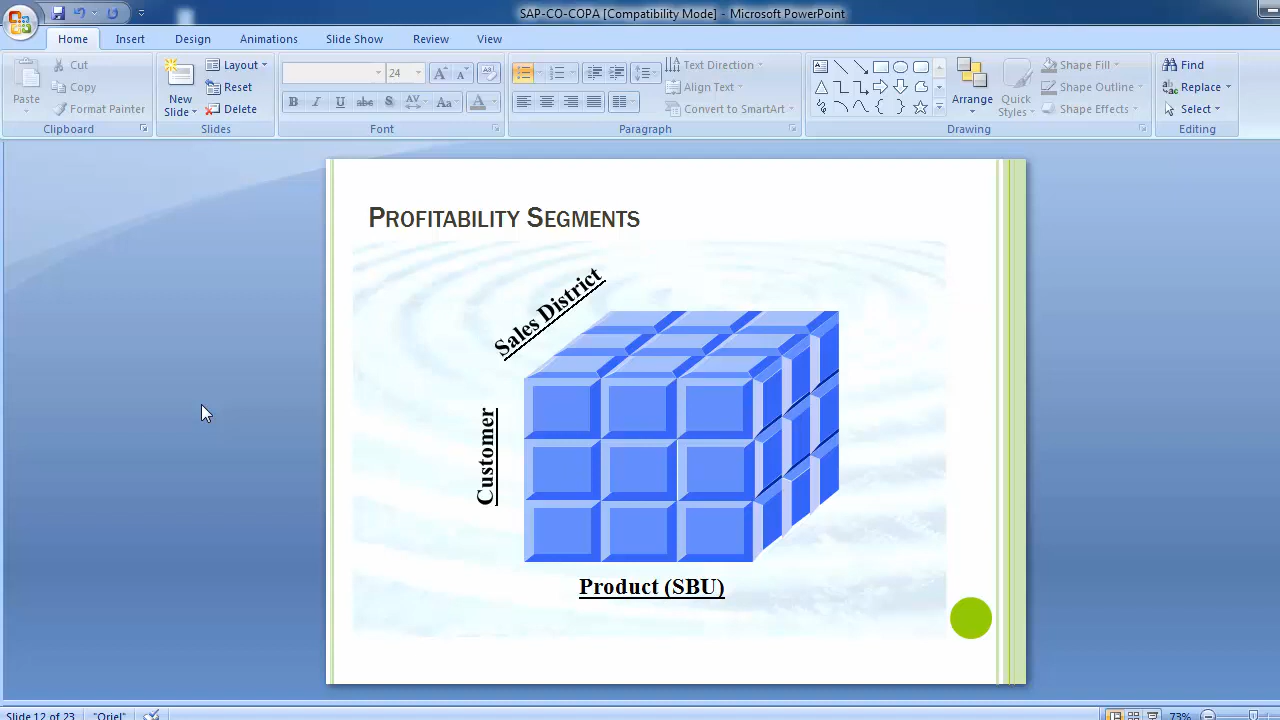 SAP-CO-COPA [Compatibility Mode] - Microsoft PowerPoint
Home Insert Design Animations Slide Show Review View
Paste
Cut
Copy
Format Painter
Clipboard
New Slide
Layout
Reset
Delete
Slides
24
B I U abc S AV Aa A
Font
Text Direction
Align Text
Convert to SmartArt
Paragraph
Arrange
Quick Styles
Shape Fill
Shape Outline
Shape Effects
Drawing
Find
Replace
Select
Editing
PROFITABILITY SEGMENTS
Sales District
Customer
Product (SBU)
Slide 12 of 23 "Oriel" 73%